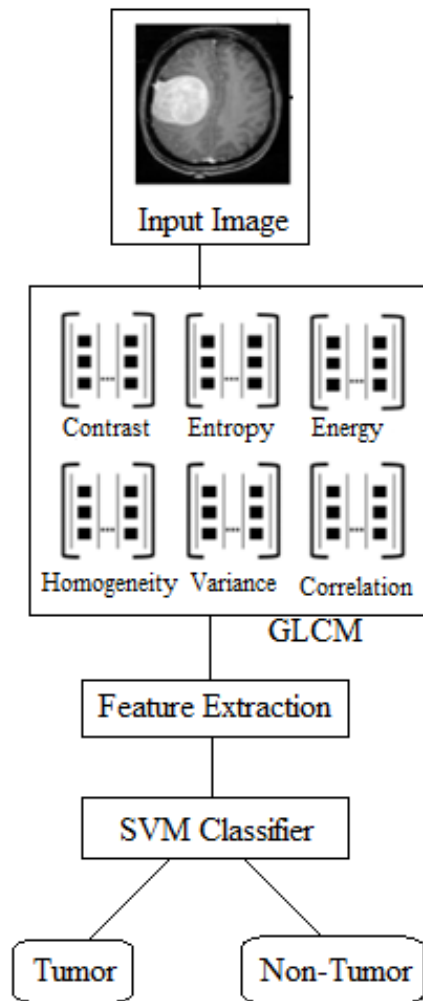 Input Image
Contrast Entropy Energy
Homogeneity Variance Correlation
GLCM
Feature Extraction
SVM Classifier
Tumor Non-Tumor